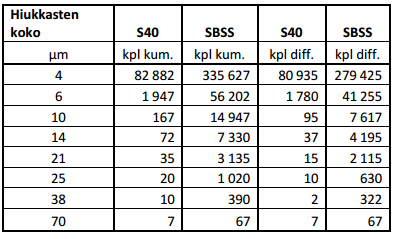 Hiukkasten koko S40 SBSS S40 SBSS
µm kpl kum. kpl kum. kpl diff. kpl diff.
4 82 882 335 627 80 935 279 425
6 1 947 56 202 1 780 41 255
10 167 14 947 95 7 617
14 72 7 330 37 4 195
21 35 3 135 15 2 115
25 20 1 020 10 630
38 10 390 2 322
70 7 67 7 67